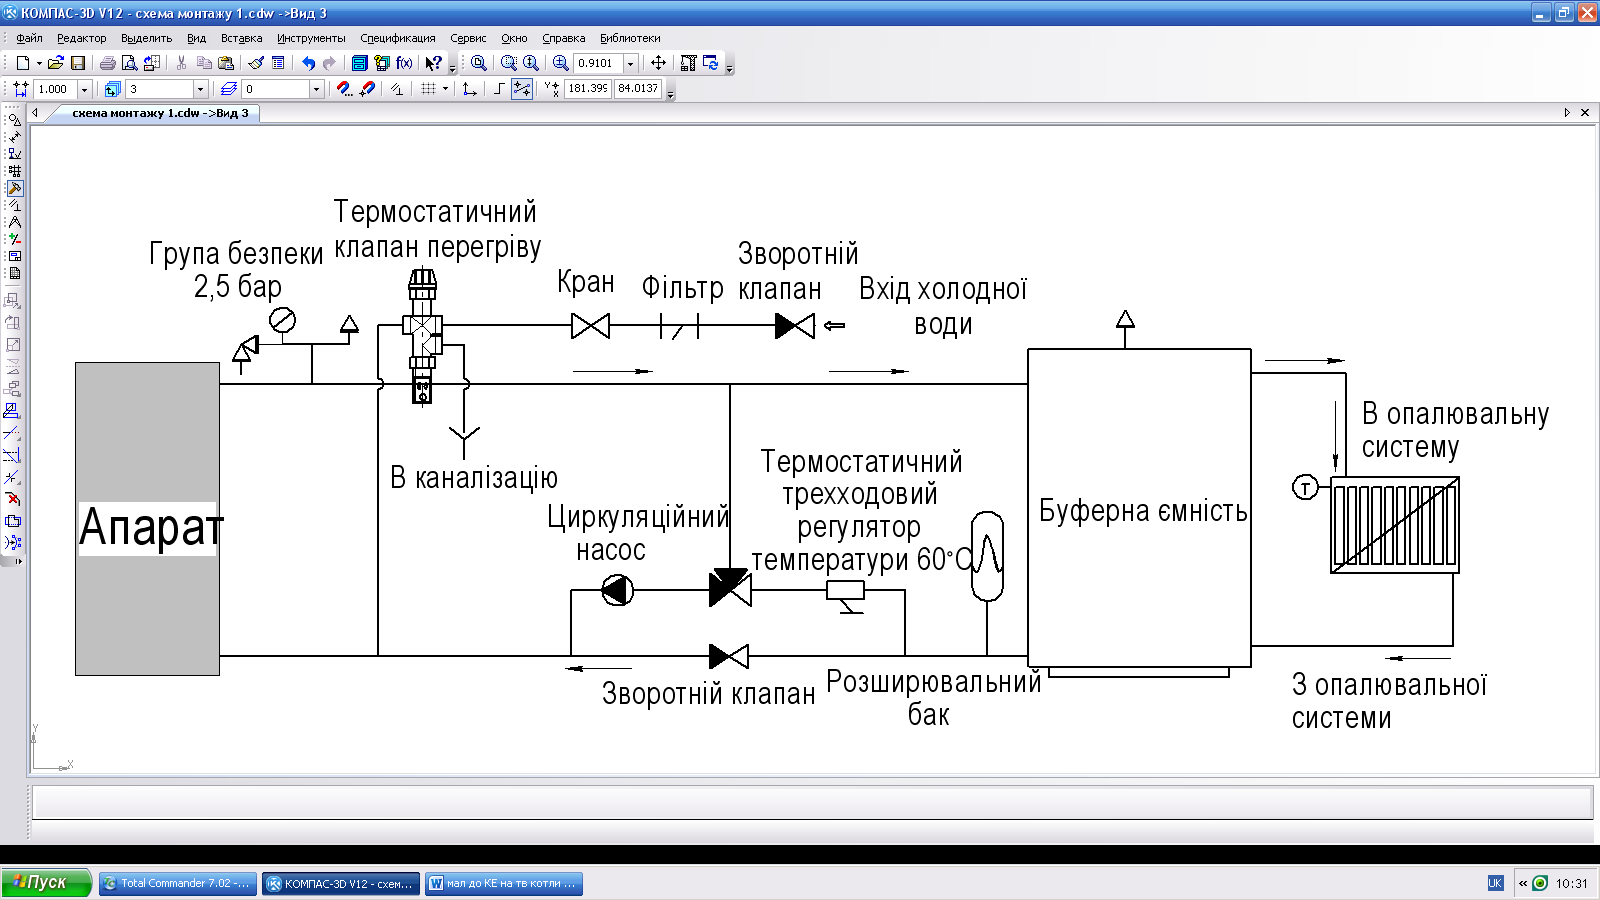 КОМПАС-3D V12 - схема монтажу 1.cdw ->Вид 3
Файл Редактор Выделить Вид Вставка Инструменты Спецификация Сервис Окно Справка Библиотеки
f(x) 0.9101
1.000 3 0 181.399 84.0137
схема монтажу 1.cdw ->Вид 3
Термостатичний
клапан перегріву
Група безпеки
2,5 бар
Кран
Фільтр
Зворотній
клапан
Вхід холодної
води
В опалювальну
систему
В каналізацію
Термостатичний
трехходовий
регулятор
температури 60°С
Циркуляційний
насос
Апарат
Буферна ємність
Т
Зворотній клапан
Розширювальний
бак
З опалювальної
системи
Y
X
Пуск
Total Commander 7.02 -...
КОМПАС-3D V12 - схем...
мал до КЕ на тв котли ...
UK
10:31